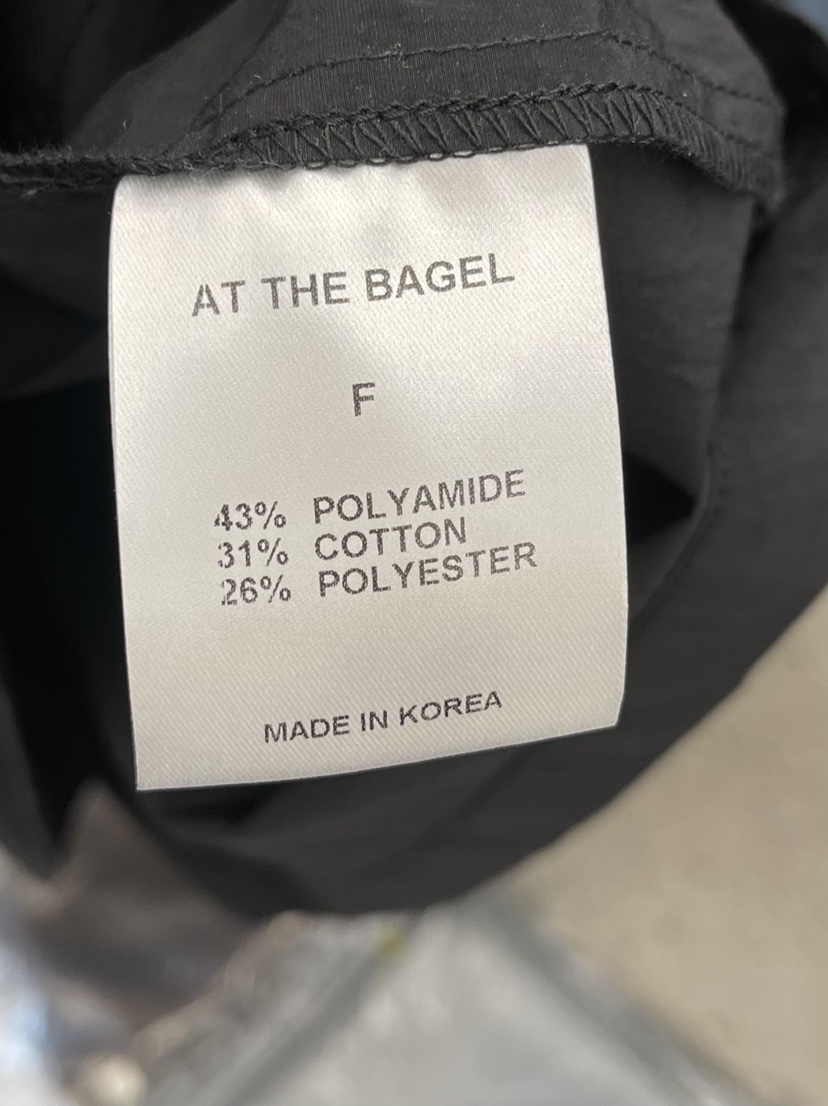 AT THE BAGEL
F
43% POLYAMIDE
31% COTTON
26% POLYESTER
MADE IN KOREA